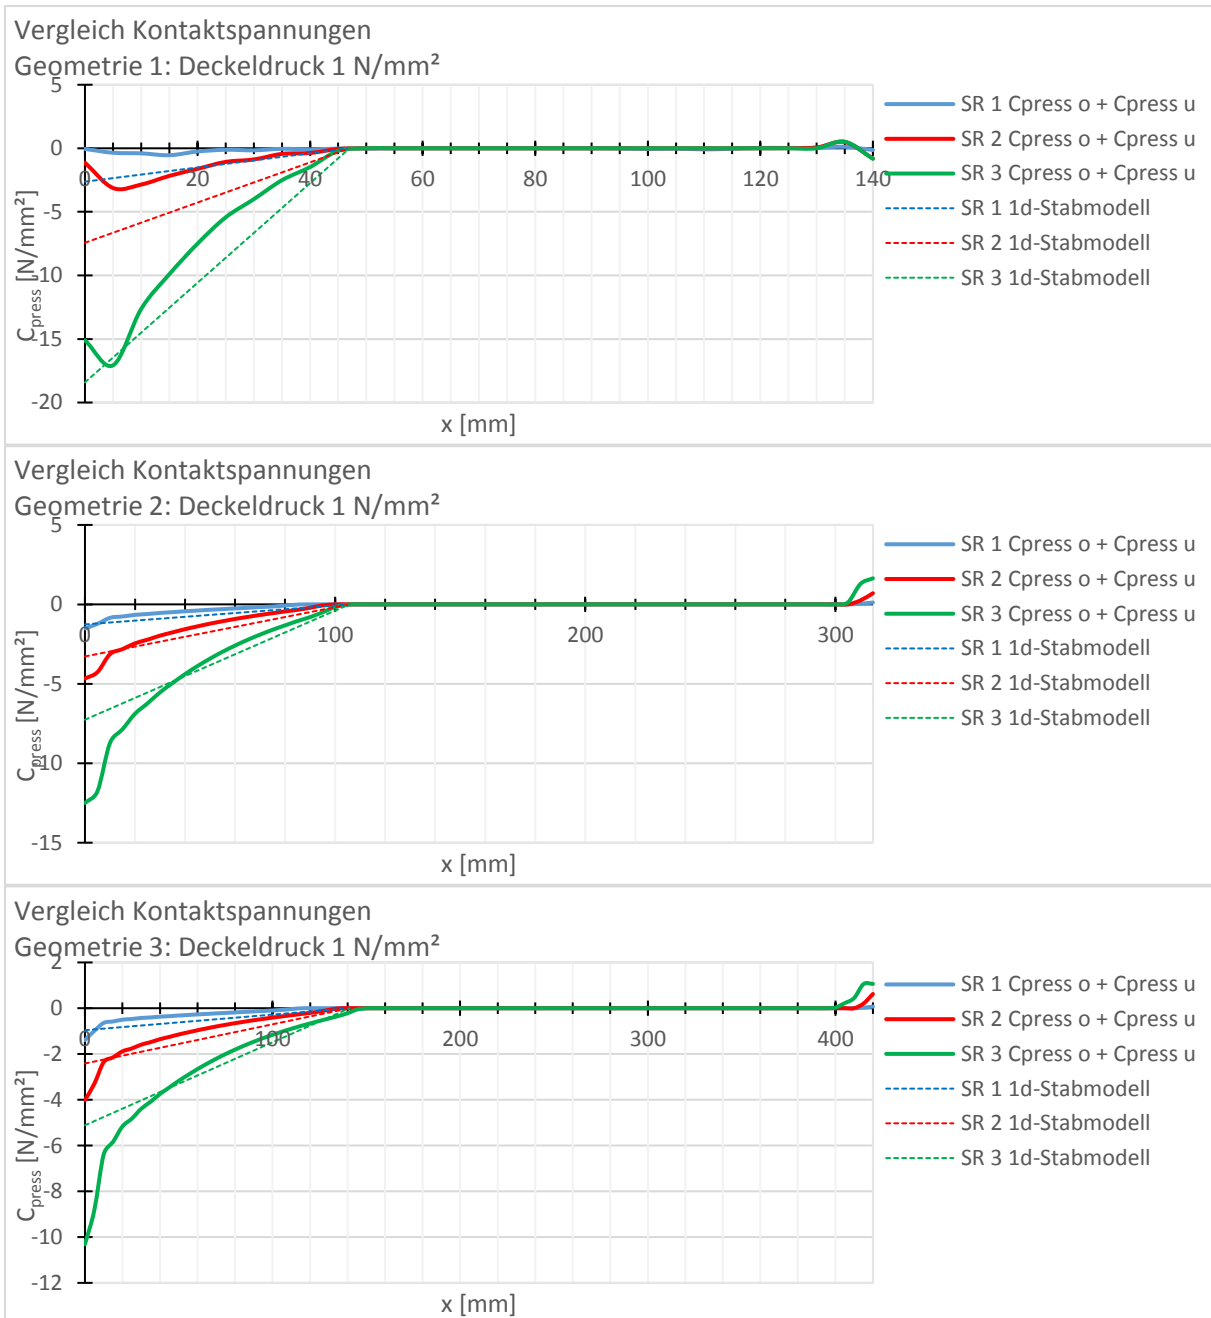 Vergleich Kontaktspannungen
Geometrie 1: Deckeldruck 1 N/mm²
5
0
-5
-10
-15
-20
C_press [N/mm²]
0 20 40 60 80 100 120 140
x [mm]
SR 1 Cpress o + Cpress u
SR 2 Cpress o + Cpress u
SR 3 Cpress o + Cpress u
SR 1 1d-Stabmodell
SR 2 1d-Stabmodell
SR 3 1d-Stabmodell
Vergleich Kontaktspannungen
Geometrie 2: Deckeldruck 1 N/mm²
5
0
-5
-10
-15
C_press [N/mm²]
0 100 200 300
x [mm]
SR 1 Cpress o + Cpress u
SR 2 Cpress o + Cpress u
SR 3 Cpress o + Cpress u
SR 1 1d-Stabmodell
SR 2 1d-Stabmodell
SR 3 1d-Stabmodell
Vergleich Kontaktspannungen
Geometrie 3: Deckeldruck 1 N/mm²
2
0
-2
-4
-6
-8
-10
-12
C_press [N/mm²]
0 100 200 300 400
x [mm]
SR 1 Cpress o + Cpress u
SR 2 Cpress o + Cpress u
SR 3 Cpress o + Cpress u
SR 1 1d-Stabmodell
SR 2 1d-Stabmodell
SR 3 1d-Stabmodell